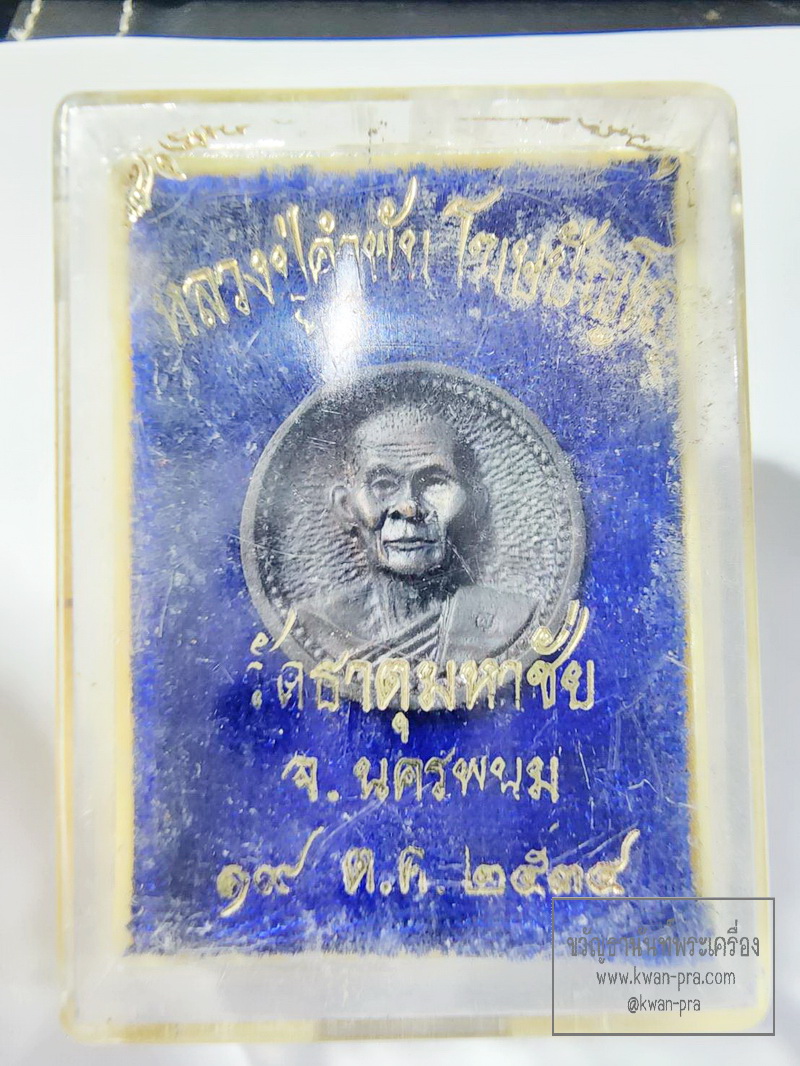 หลวงปู่คำพันธ์ โฆษปัญโญ
วัดธาตุมหาชัย
จ. นครพนม
๑๙ ต.ค. ๒๕๓๔
ขวัญธานันท์พระเครื่อง
www.kwan-pra.com
@kwan-pra